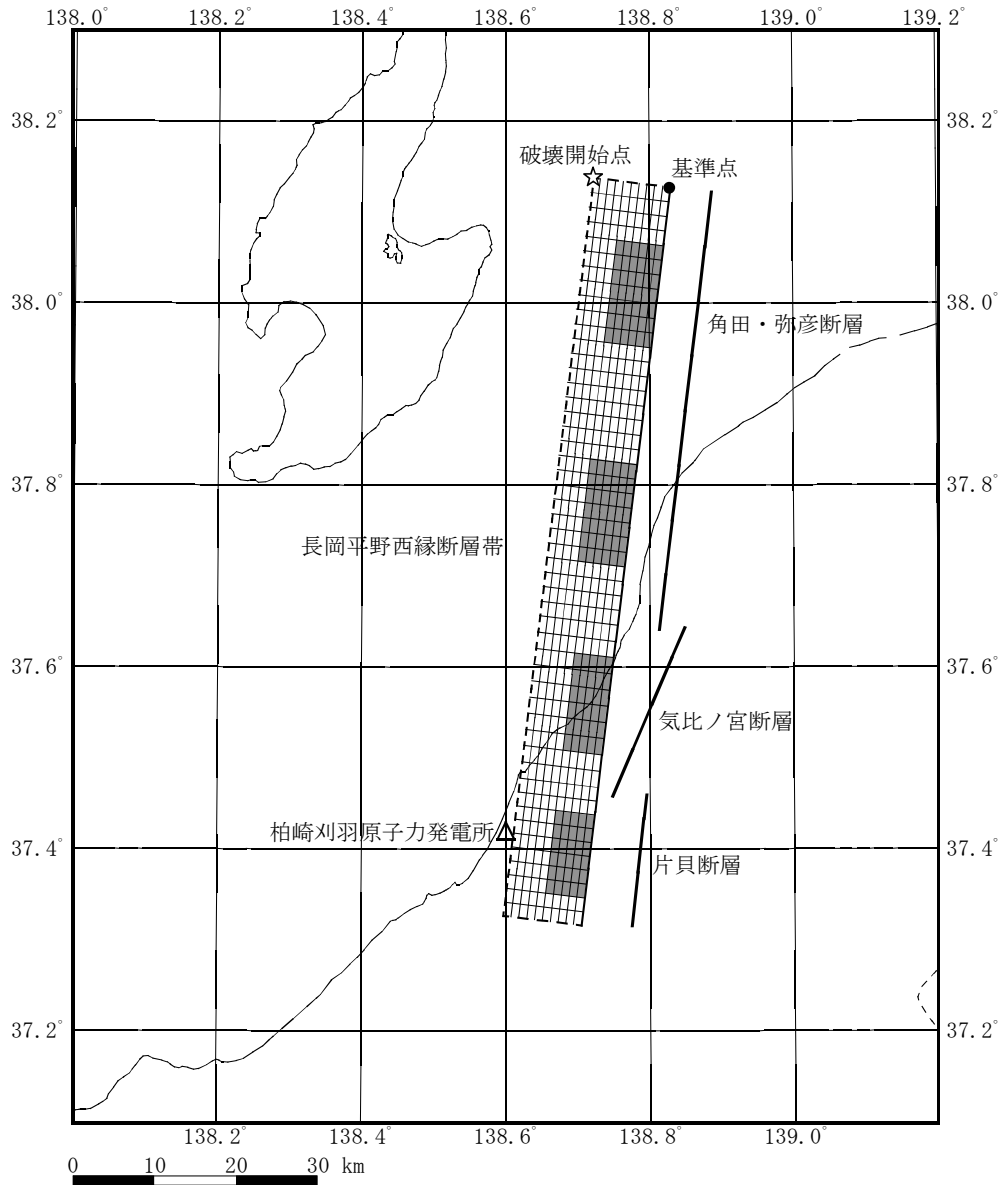 138.0° 138.2° 138.4° 138.6° 138.8° 139.0° 139.2°
38.2° 38.2°
破壊開始点
基準点
38.0° 38.0°
角田・弥彦断層
37.8° 37.8°
長岡平野西縁断層帯
37.6° 37.6°
気比ノ宮断層
柏崎刈羽原子力発電所
37.4° 37.4°
片貝断層
37.2° 37.2°
138.2° 138.4° 138.6° 138.8° 139.0°
0 10 20 30 km